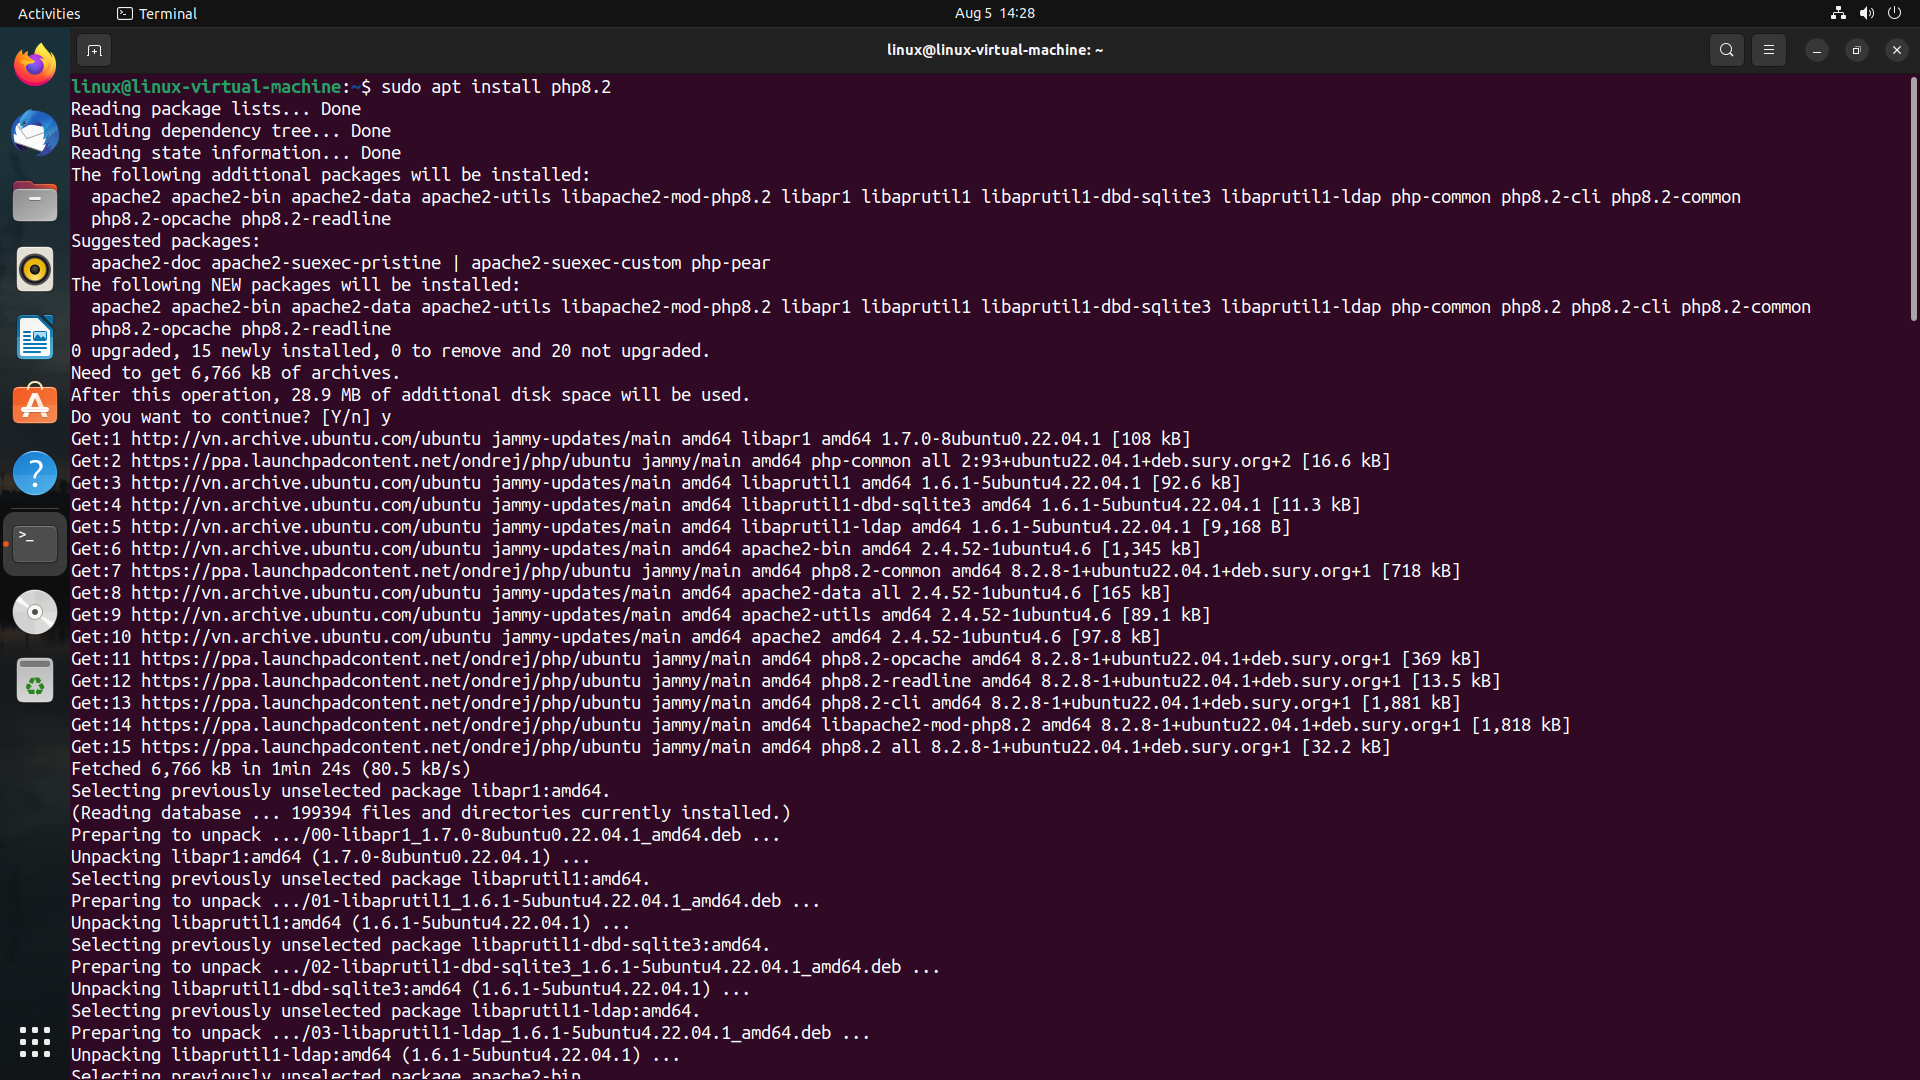 Activities
Terminal
Aug 5 14:28
linux@linux-virtual-machine: ~
linux@linux-virtual-machine:~$ sudo apt install php8.2
Reading package lists... Done
Building dependency tree... Done
Reading state information... Done
The following additional packages will be installed:
  apache2 apache2-bin apache2-data apache2-utils libapache2-mod-php8.2 libapr1 libaprutil1 libaprutil1-dbd-sqlite3 libaprutil1-ldap php-common php8.2-cli php8.2-common
  php8.2-opcache php8.2-readline
Suggested packages:
  apache2-doc apache2-suexec-pristine | apache2-suexec-custom php-pear
The following NEW packages will be installed:
  apache2 apache2-bin apache2-data apache2-utils libapache2-mod-php8.2 libapr1 libaprutil1 libaprutil1-dbd-sqlite3 libaprutil1-ldap php-common php8.2 php8.2-cli php8.2-common
  php8.2-opcache php8.2-readline
0 upgraded, 15 newly installed, 0 to remove and 20 not upgraded.
Need to get 6,766 kB of archives.
After this operation, 28.9 MB of additional disk space will be used.
Do you want to continue? [Y/n] y
Get:1 http://vn.archive.ubuntu.com/ubuntu jammy-updates/main amd64 libapr1 amd64 1.7.0-8ubuntu0.22.04.1 [108 kB]
Get:2 https://ppa.launchpadcontent.net/ondrej/php/ubuntu jammy/main amd64 php-common all 2:93+ubuntu22.04.1+deb.sury.org+2 [16.6 kB]
Get:3 http://vn.archive.ubuntu.com/ubuntu jammy-updates/main amd64 libaprutil1 amd64 1.6.1-5ubuntu4.22.04.1 [92.6 kB]
Get:4 http://vn.archive.ubuntu.com/ubuntu jammy-updates/main amd64 libaprutil1-dbd-sqlite3 amd64 1.6.1-5ubuntu4.22.04.1 [11.3 kB]
Get:5 http://vn.archive.ubuntu.com/ubuntu jammy-updates/main amd64 libaprutil1-ldap amd64 1.6.1-5ubuntu4.22.04.1 [9,168 B]
Get:6 http://vn.archive.ubuntu.com/ubuntu jammy-updates/main amd64 apache2-bin amd64 2.4.52-1ubuntu4.6 [1,345 kB]
Get:7 https://ppa.launchpadcontent.net/ondrej/php/ubuntu jammy/main amd64 php8.2-common amd64 8.2.8-1+ubuntu22.04.1+deb.sury.org+1 [718 kB]
Get:8 http://vn.archive.ubuntu.com/ubuntu jammy-updates/main amd64 apache2-data all 2.4.52-1ubuntu4.6 [165 kB]
Get:9 http://vn.archive.ubuntu.com/ubuntu jammy-updates/main amd64 apache2-utils amd64 2.4.52-1ubuntu4.6 [89.1 kB]
Get:10 http://vn.archive.ubuntu.com/ubuntu jammy-updates/main amd64 apache2 amd64 2.4.52-1ubuntu4.6 [97.8 kB]
Get:11 https://ppa.launchpadcontent.net/ondrej/php/ubuntu jammy/main amd64 php8.2-opcache amd64 8.2.8-1+ubuntu22.04.1+deb.sury.org+1 [369 kB]
Get:12 https://ppa.launchpadcontent.net/ondrej/php/ubuntu jammy/main amd64 php8.2-readline amd64 8.2.8-1+ubuntu22.04.1+deb.sury.org+1 [13.5 kB]
Get:13 https://ppa.launchpadcontent.net/ondrej/php/ubuntu jammy/main amd64 php8.2-cli amd64 8.2.8-1+ubuntu22.04.1+deb.sury.org+1 [1,881 kB]
Get:14 https://ppa.launchpadcontent.net/ondrej/php/ubuntu jammy/main amd64 libapache2-mod-php8.2 amd64 8.2.8-1+ubuntu22.04.1+deb.sury.org+1 [1,818 kB]
Get:15 https://ppa.launchpadcontent.net/ondrej/php/ubuntu jammy/main amd64 php8.2 all 8.2.8-1+ubuntu22.04.1+deb.sury.org+1 [32.2 kB]
Fetched 6,766 kB in 1min 24s (80.5 kB/s)
Selecting previously unselected package libapr1:amd64.
(Reading database ... 199394 files and directories currently installed.)
Preparing to unpack .../00-libapr1_1.7.0-8ubuntu0.22.04.1_amd64.deb ...
Unpacking libapr1:amd64 (1.7.0-8ubuntu0.22.04.1) ...
Selecting previously unselected package libaprutil1:amd64.
Preparing to unpack .../01-libaprutil1_1.6.1-5ubuntu4.22.04.1_amd64.deb ...
Unpacking libaprutil1:amd64 (1.6.1-5ubuntu4.22.04.1) ...
Selecting previously unselected package libaprutil1-dbd-sqlite3:amd64.
Preparing to unpack .../02-libaprutil1-dbd-sqlite3_1.6.1-5ubuntu4.22.04.1_amd64.deb ...
Unpacking libaprutil1-dbd-sqlite3:amd64 (1.6.1-5ubuntu4.22.04.1) ...
Selecting previously unselected package libaprutil1-ldap:amd64.
Preparing to unpack .../03-libaprutil1-ldap_1.6.1-5ubuntu4.22.04.1_amd64.deb ...
Unpacking libaprutil1-ldap:amd64 (1.6.1-5ubuntu4.22.04.1) ...
Selecting previously unselected package apache2-bin.